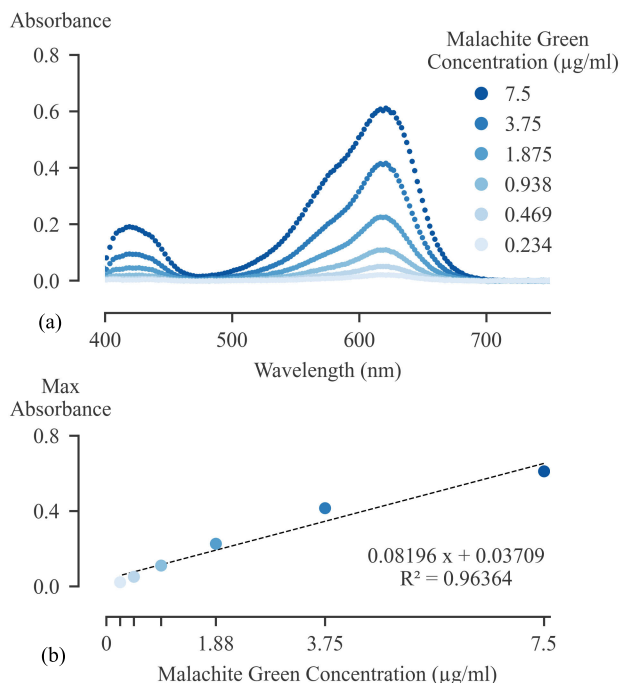 Absorbance
Malachite Green
Concentration (µg/ml)
7.5
3.75
1.875
0.938
0.469
0.234
0.8
0.6
0.4
0.2
0.0
(a)
400
500
600
700
Wavelength (nm)
Max
Absorbance
0.8
0.4
0.0
0.08196 x + 0.03709
R² = 0.96364
0
1.88
3.75
7.5
(b)
Malachite Green Concentration (µg/ml)